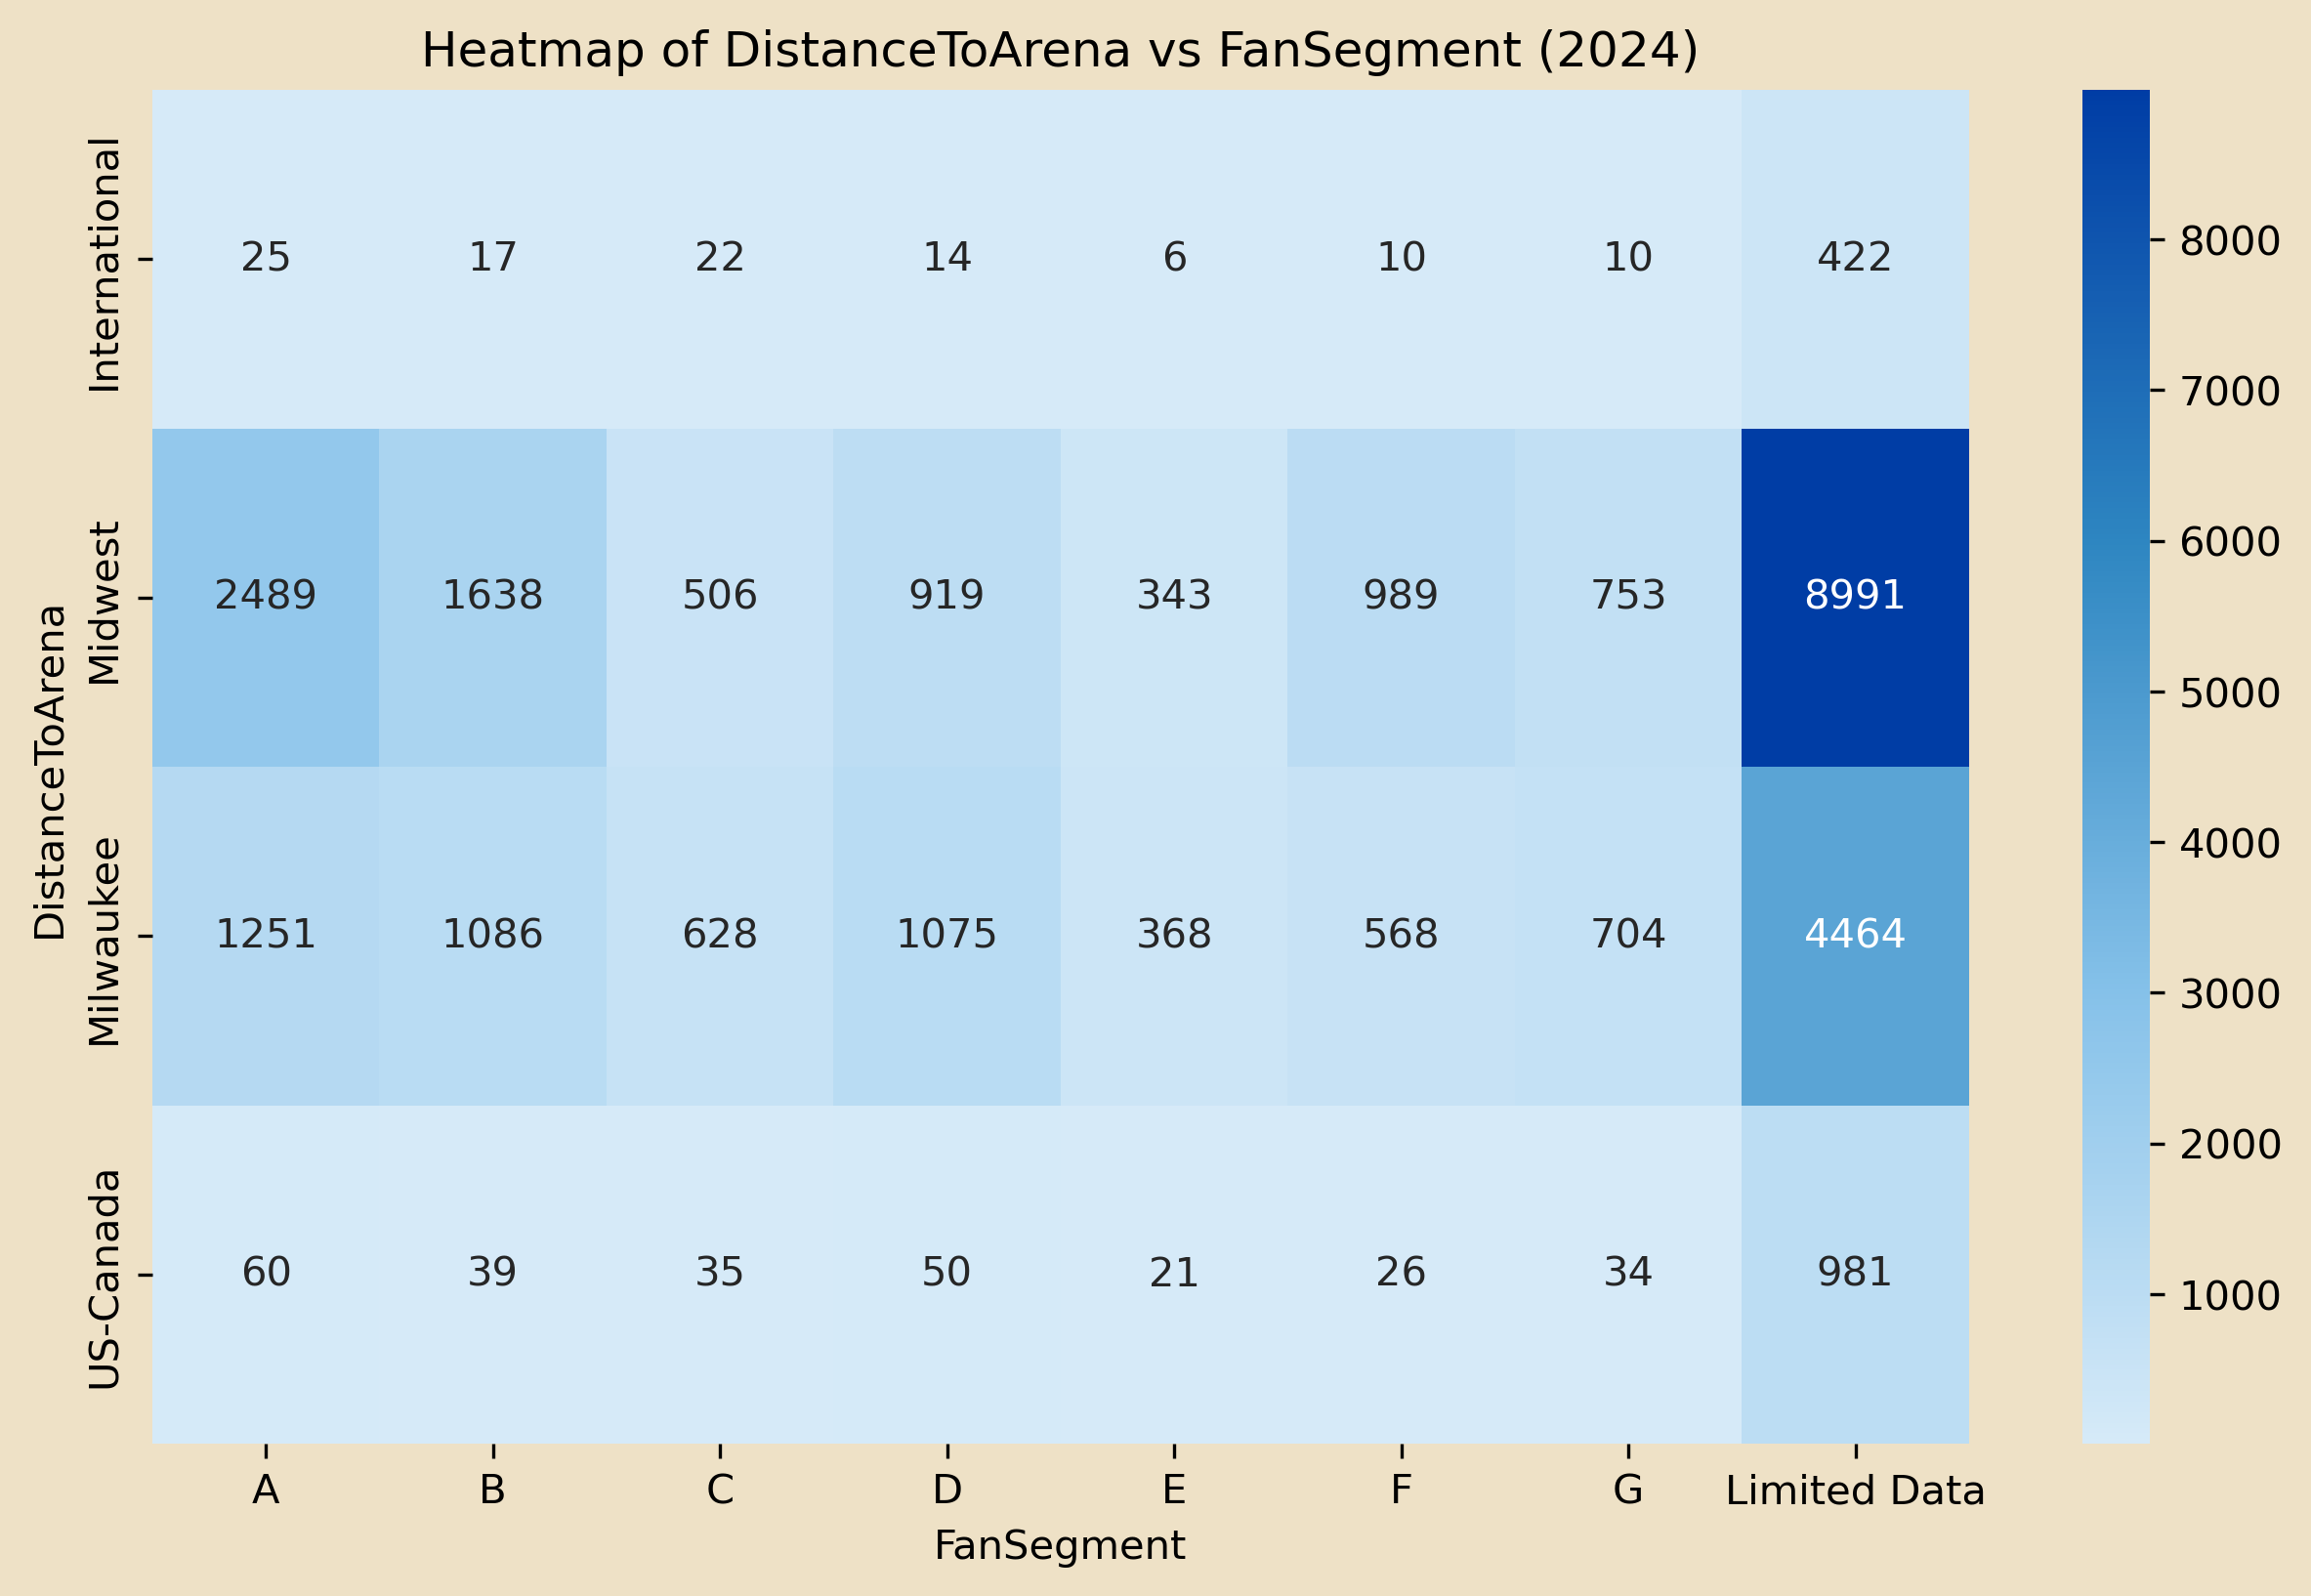 Heatmap of DistanceToArena vs FanSegment (2024)
DistanceToArena
International
25 17 22 14 6 10 10 422
Midwest
2489 1638 506 919 343 989 753 8991
Milwaukee
1251 1086 628 1075 368 568 704 4464
US-Canada
60 39 35 50 21 26 34 981
A B C D E F G Limited Data
FanSegment
8000
7000
6000
5000
4000
3000
2000
1000